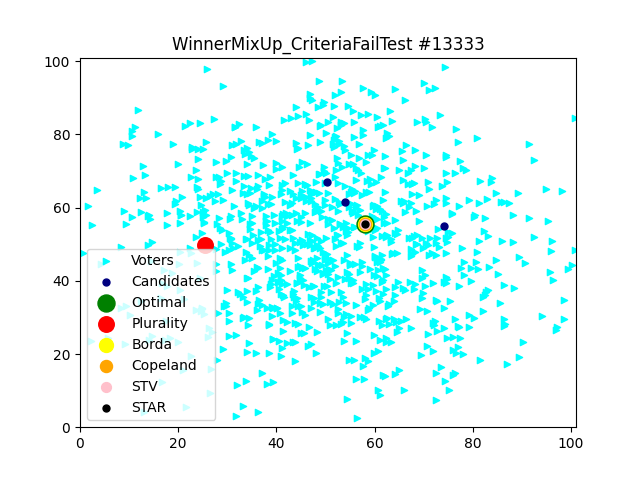 WinnerMixUp_CriteriaFailTest #13333
100
80
60
40
20
0
Voters
Candidates
Optimal
Plurality
Borda
Copeland
STV
STAR
0 20 40 60 80 100